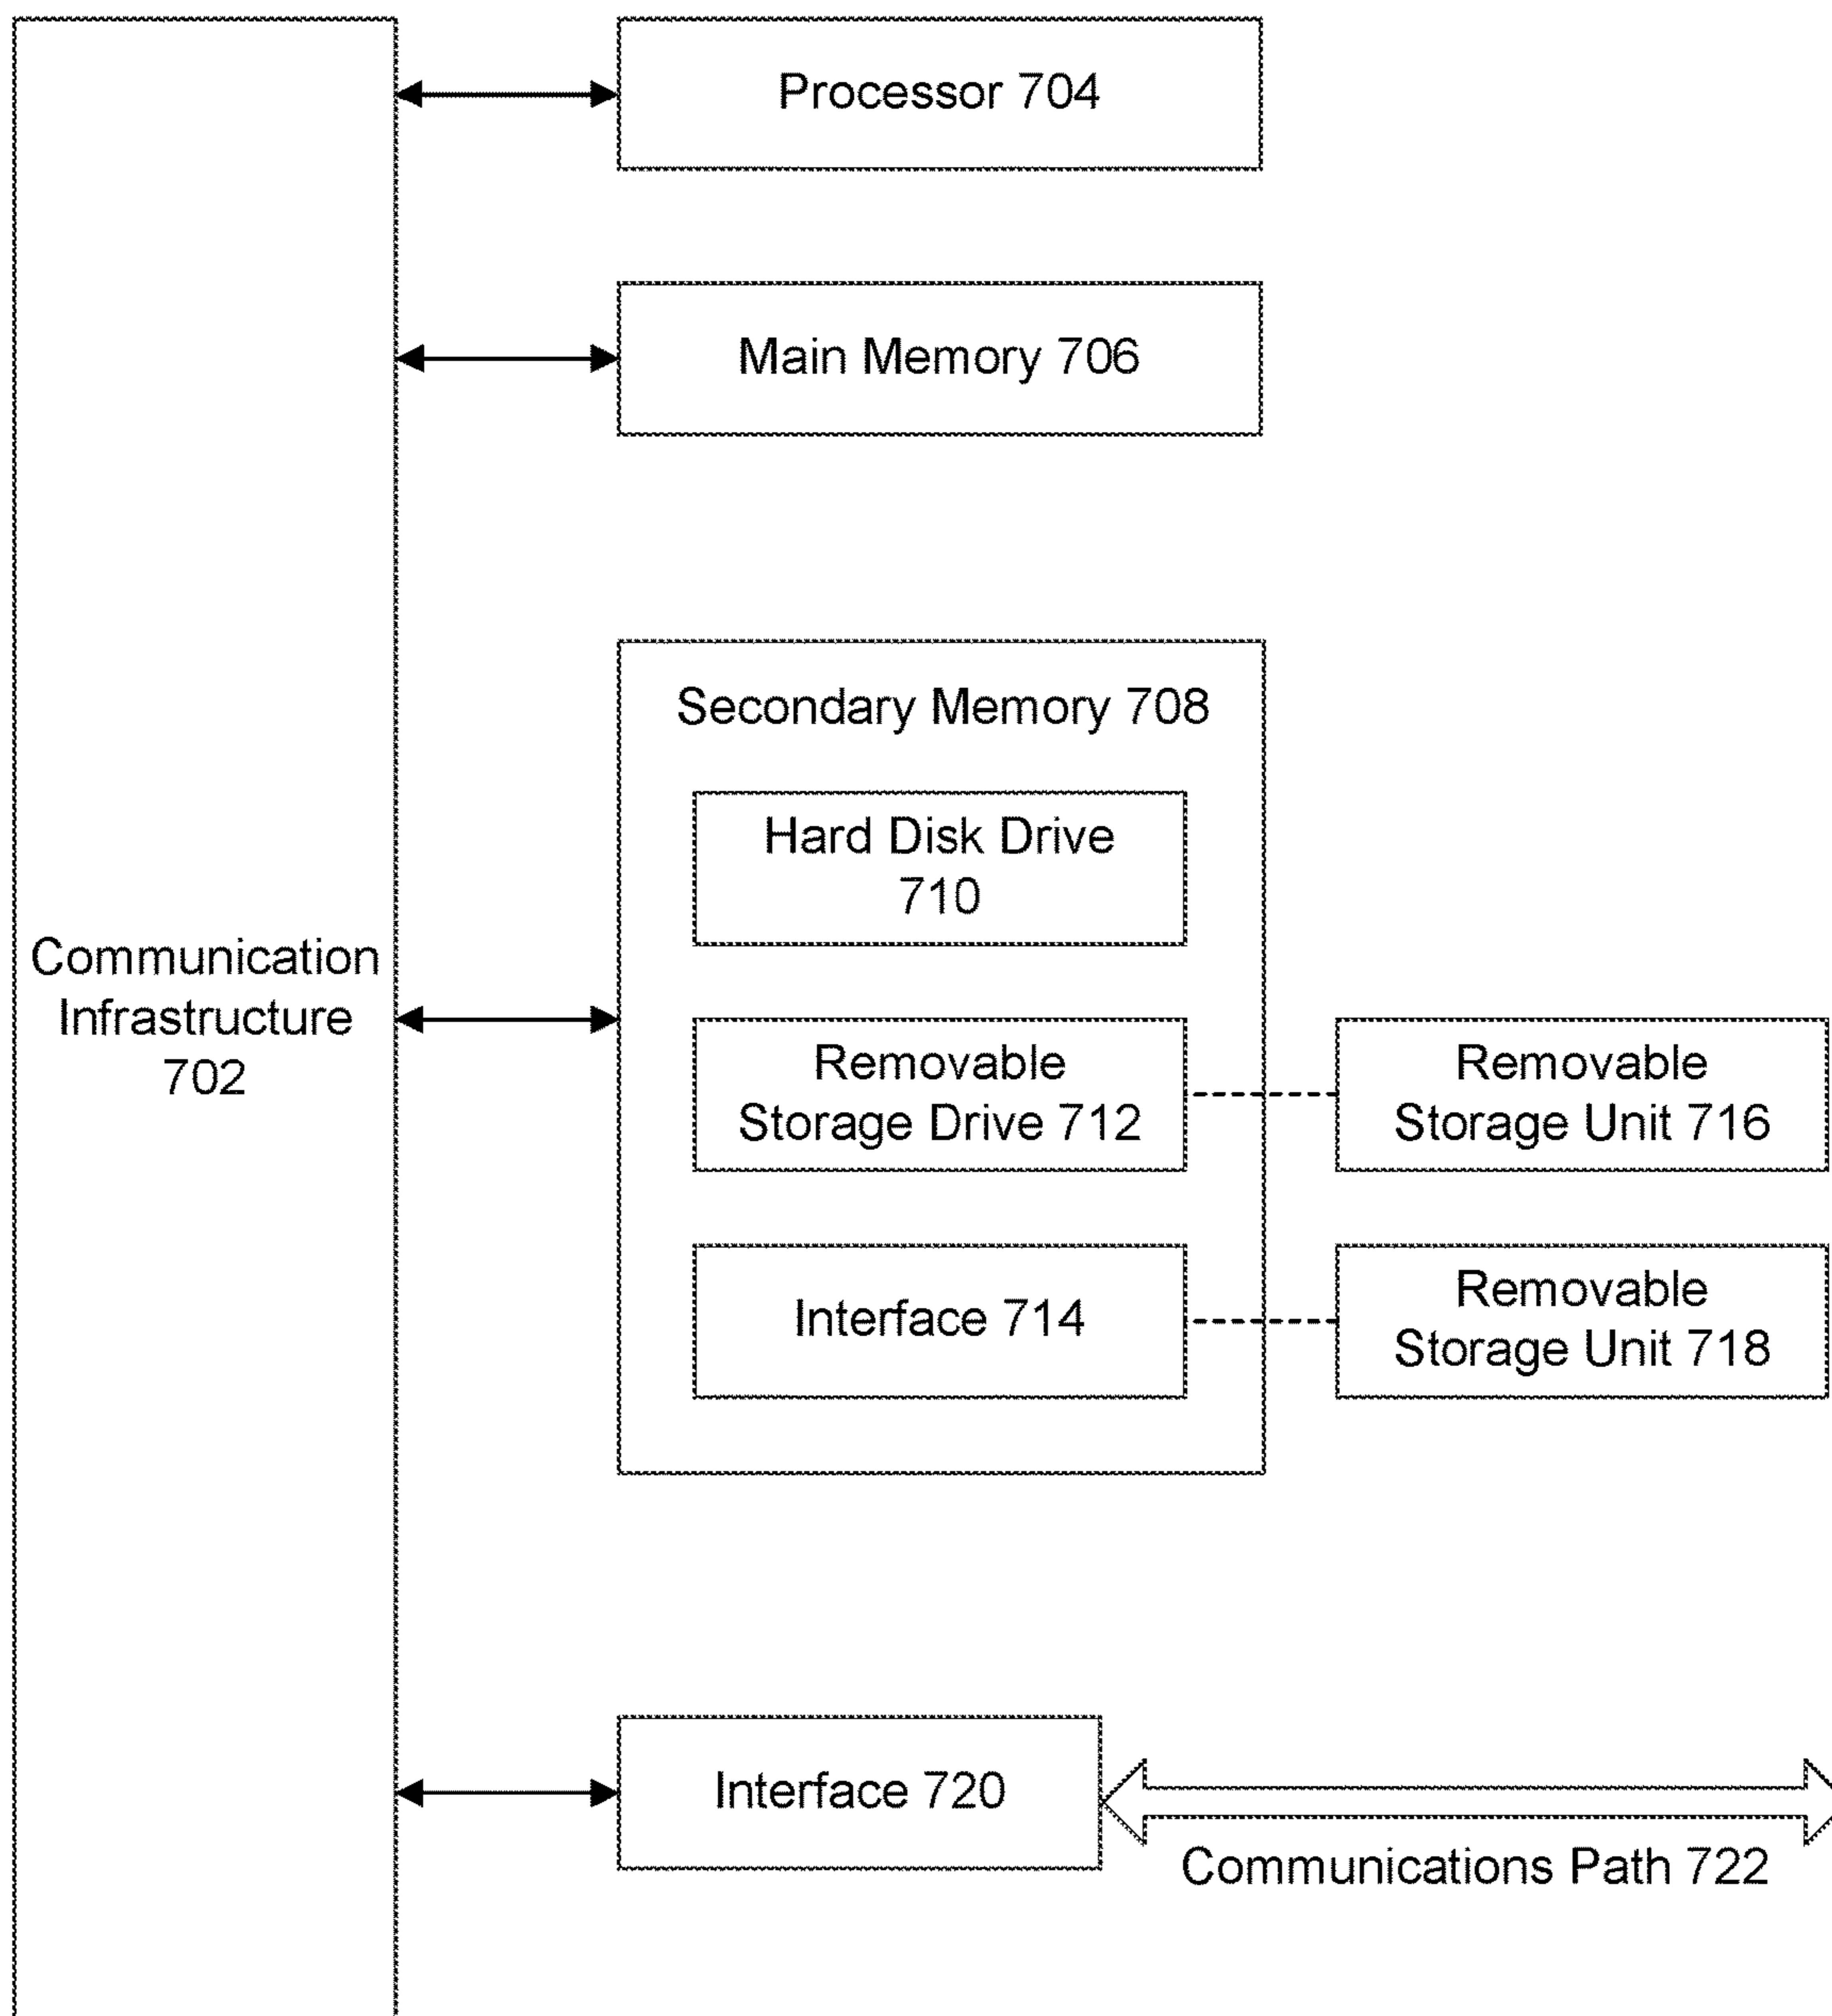 Processor 704
Main Memory 706
Secondary Memory 708
Hard Disk Drive
710
Communication
Infrastructure
702
Removable
Storage Drive 712
Removable
Storage Unit 716
Interface 714
Removable
Storage Unit 718
Interface 720
Communications Path 722